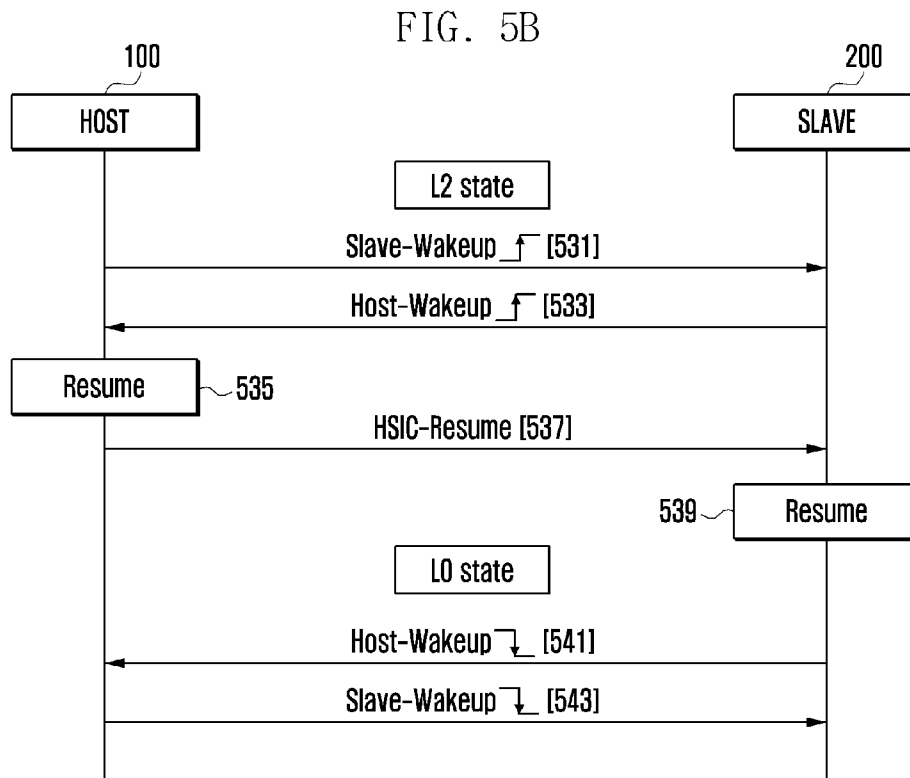 FIG. 5B
100
200
HOST
SLAVE
L2 state
Slave-Wakeup [531]
Host-Wakeup [533]
Resume
535
HSIC-Resume [537]
539
Resume
L0 state
Host-Wakeup [541]
Slave-Wakeup [543]